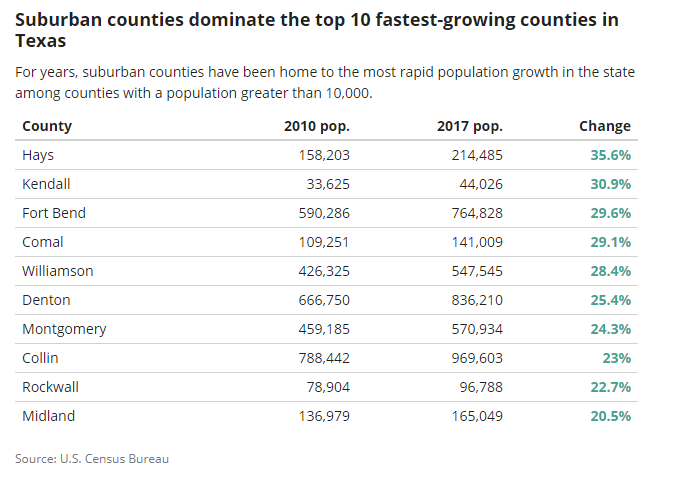 Suburban counties dominate the top 10 fastest-growing counties in
Texas
For years, suburban counties have been home to the most rapid population growth in the state
among counties with a population greater than 10,000.
County 2010 pop. 2017 pop. Change
Hays 158,203 214,485 35.6%
Kendall 33,625 44,026 30.9%
Fort Bend 590,286 764,828 29.6%
Comal 109,251 141,009 29.1%
Williamson 426,325 547,545 28.4%
Denton 666,750 836,210 25.4%
Montgomery 459,185 570,934 24.3%
Collin 788,442 969,603 23%
Rockwall 78,904 96,788 22.7%
Midland 136,979 165,049 20.5%
Source: U.S. Census Bureau